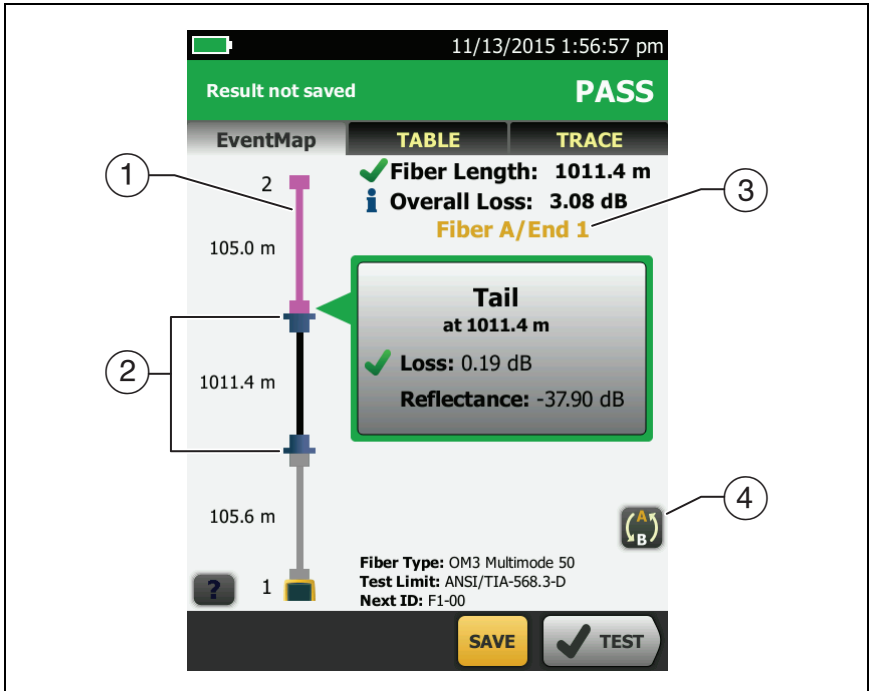 11/13/2015 1:56:57 pm
Result not saved PASS
EventMap TABLE TRACE
1
2
Fiber Length: 1011.4 m
i Overall Loss: 3.08 dB
3
Fiber A/End 1
105.0 m
Tail
at 1011.4 m
Loss: 0.19 dB
Reflectance: -37.90 dB
2
1011.4 m
4
A
B
105.6 m
Fiber Type: OM3 Multimode 50
Test Limit: ANSI/TIA-568.3-D
Next ID: F1-00
? 1
SAVE TEST